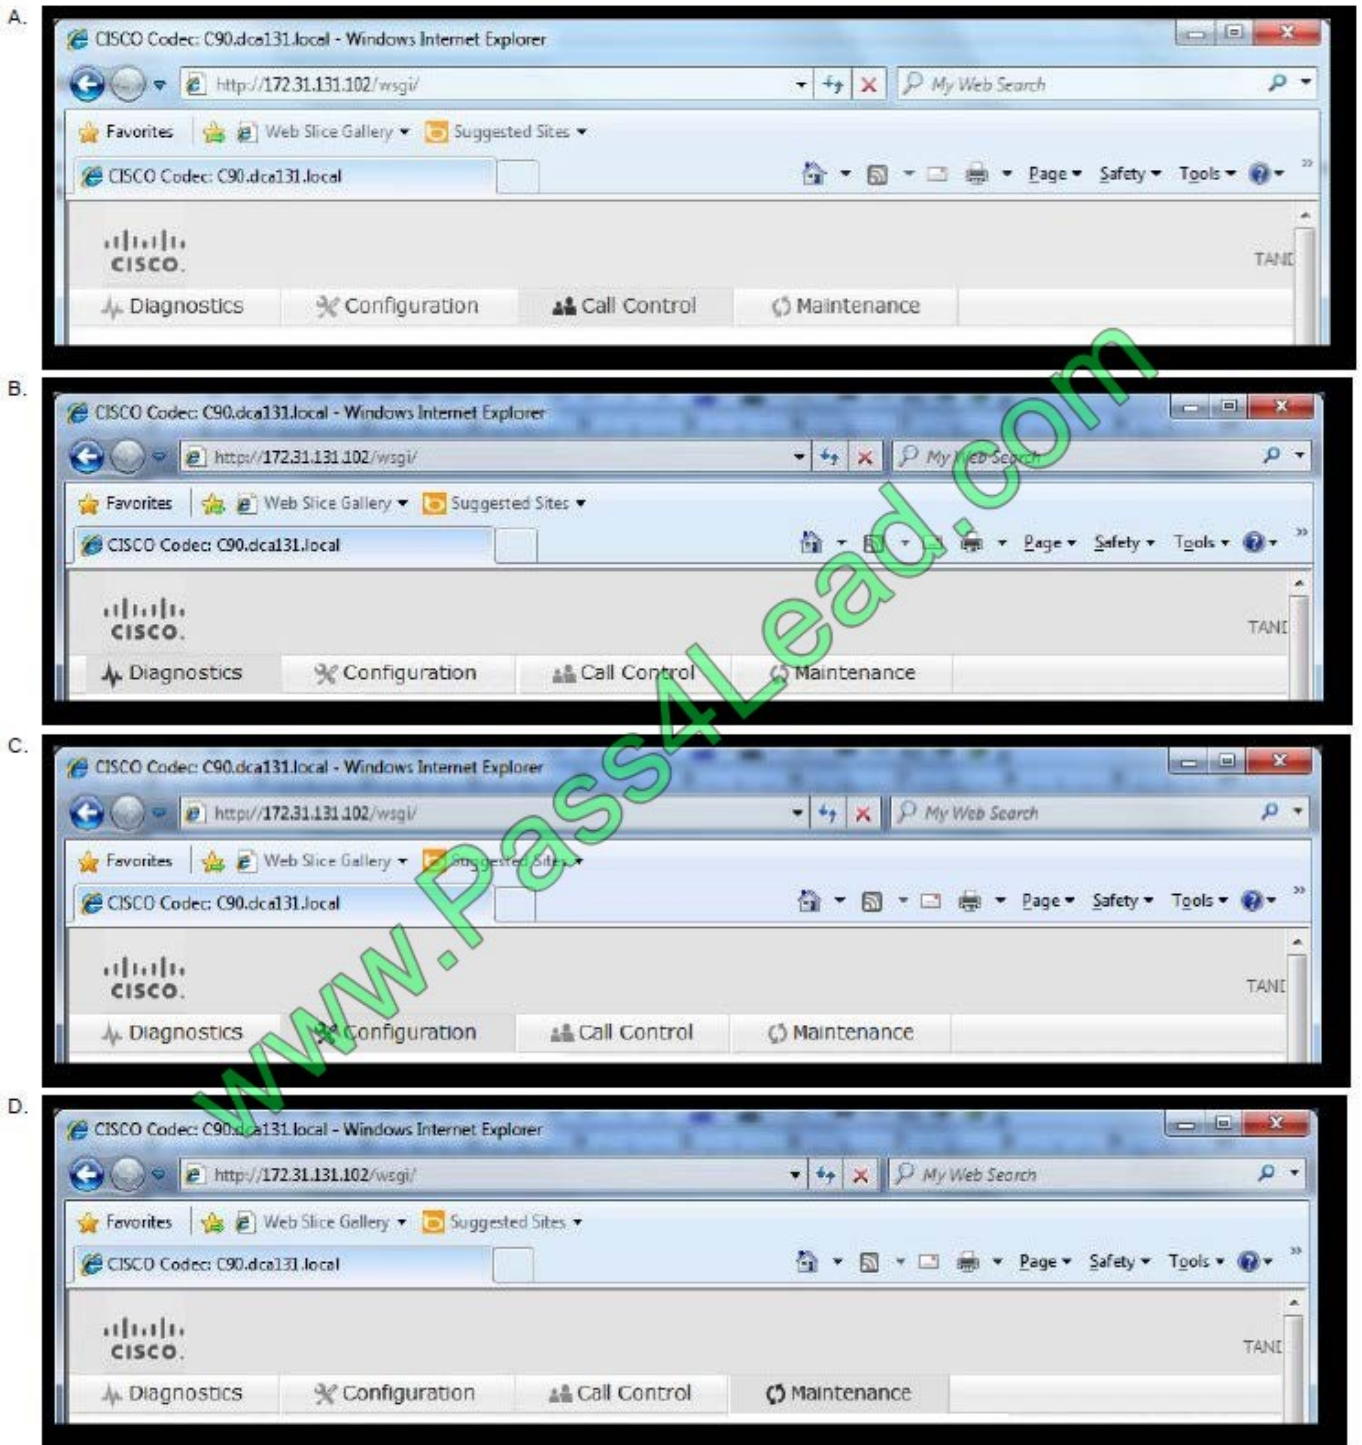 A.
CISCO Codec: C90.dca131.local - Windows Internet Explorer
http://172.31.131.102/wsgi/
My Web Search
Favorites Web Slice Gallery Suggested Sites
CISCO Codec: C90.dca131.local
Page Safety Tools »
CISCO.
TAND
Diagnostics Configuration Call Control Maintenance
B.
CISCO Codec: C90.dca131.local - Windows Internet Explorer
http://172.31.131.102/wsgi/
My Web Search
Favorites Web Slice Gallery Suggested Sites
CISCO Codec: C90.dca131.local
Page Safety Tools »
CISCO.
TAND
Diagnostics Configuration Call Control Maintenance
www.Pass4Lead.com
C.
CISCO Codec: C90.dca131.local - Windows Internet Explorer
http://172.31.131.102/wsgi/
My Web Search
Favorites Web Slice Gallery Suggested Sites
CISCO Codec: C90.dca131.local
Page Safety Tools »
CISCO.
TAND
Diagnostics Configuration Call Control Maintenance
D.
CISCO Codec: C90.dca131.local - Windows Internet Explorer
http://172.31.131.102/wsgi/
My Web Search
Favorites Web Slice Gallery Suggested Sites
CISCO Codec: C90.dca131.local
Page Safety Tools »
CISCO.
TAND
Diagnostics Configuration Call Control Maintenance